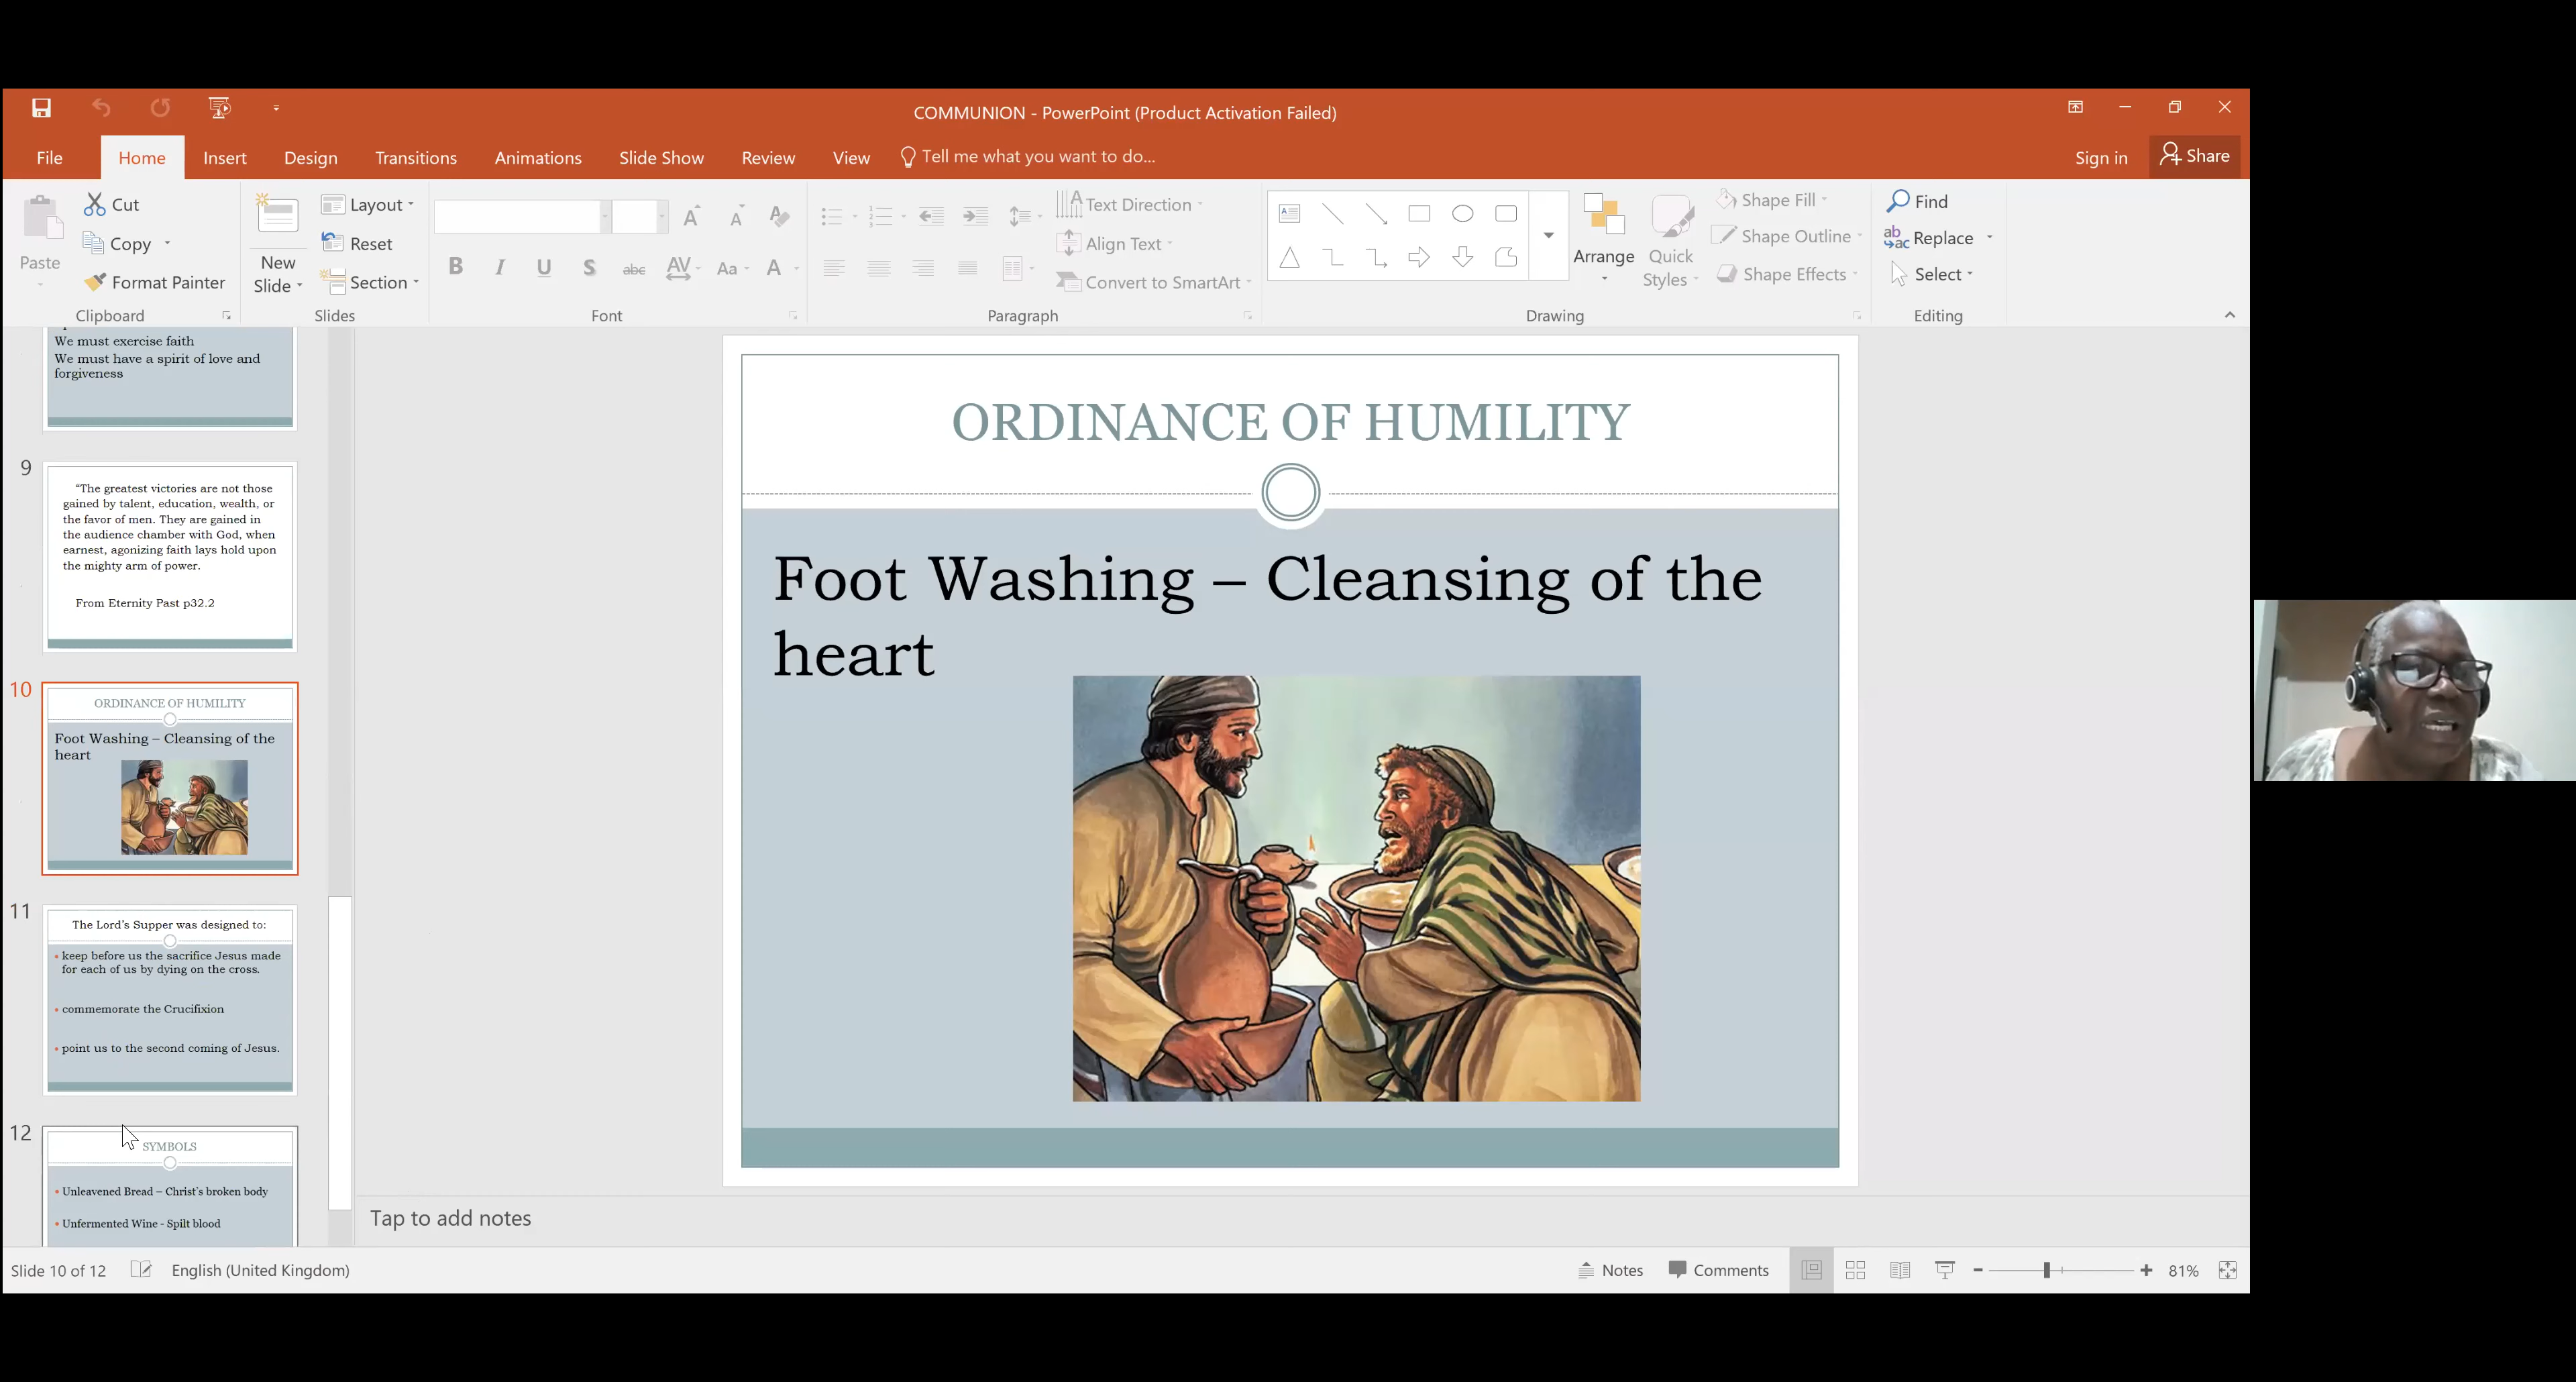 COMMUNION - PowerPoint (Product Activation Failed)
File
Home
Insert
Design
Transitions
Animations
Slide Show
Review
View
Tell me what you want to do...
Sign in
Share
Paste
Cut
Copy
Format Painter
Clipboard
New
Slide
Layout
Reset
Section
Slides
B I U S abc AV Aa A
Font
Text Direction
Align Text
Convert to SmartArt
Paragraph
Arrange
Quick
Styles
Shape Fill
Shape Outline
Shape Effects
Drawing
Find
Replace
Select
Editing
We must exercise faith
We must have a spirit of love and
forgiveness
9
“The greatest victories are not those
gained by talent, education, wealth, or
the favor of men. They are gained in
the audience chamber with God, when
earnest, agonizing faith lays hold upon
the mighty arm of power.
From Eternity Past p32.2
10
ORDINANCE OF HUMILITY
Foot Washing – Cleansing of the
heart
11
The Lord’s Supper was designed to:
keep before us the sacrifice Jesus made
for each of us by dying on the cross.
commemorate the Crucifixion
point us to the second coming of Jesus.
12
SYMBOLS
Unleavened Bread – Christ’s broken body
Unfermented Wine - Spilt blood
ORDINANCE OF HUMILITY
Foot Washing – Cleansing of the
heart
Tap to add notes
Slide 10 of 12
English (United Kingdom)
Notes
Comments
81%